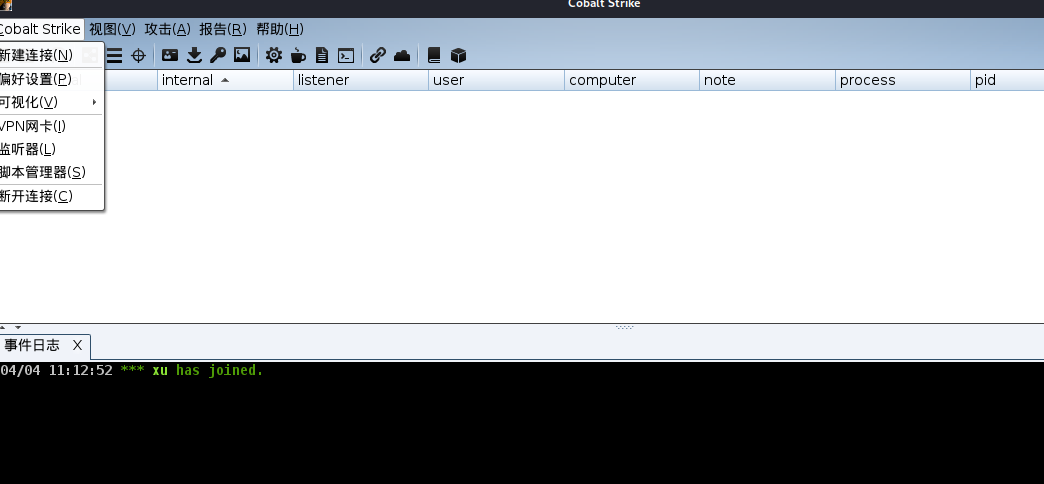 Cobalt Strike
Cobalt Strike 视图(V) 攻击(A) 报告(R) 帮助(H)
新建连接(N)
偏好设置(P)
可视化(V)
VPN网卡(I)
监听器(L)
脚本管理器(S)
断开连接(C)
internal listener user computer note process pid
事件日志 X
04/04 11:12:52 *** xu has joined.